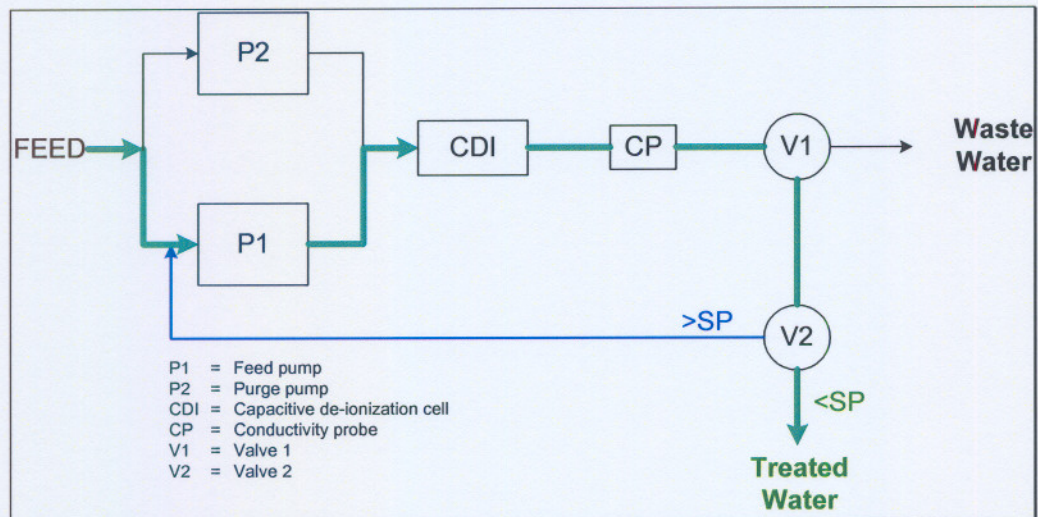 P2
FEED
CDI
CP
V1
Waste
Water
P1
>SP
V2
P1 = Feed pump
P2 = Purge pump
CDI = Capacitive de-ionization cell
CP = Conductivity probe
V1 = Valve 1
V2 = Valve 2
<SP
Treated
Water